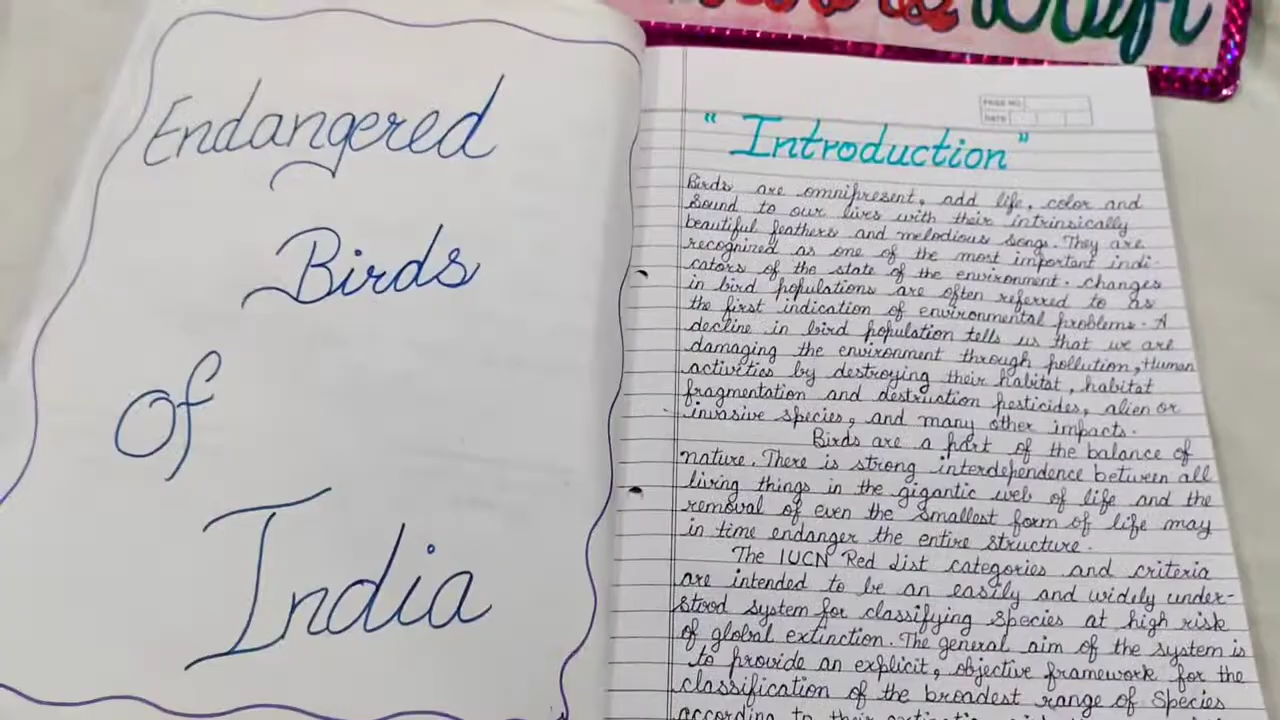 Endangered
Birds
Of
India
PAGE NO.
DATE
" Introduction "
Birds are omnipresent, add life, color and
sound to our lives with their intrinsically
beautiful feathers and melodious songs. They are
recognized as one of the most important indi-
cators of the state of the environment. changes
in bird populations are often referred to as
the first indication of environmental problems. A
decline in bird population tells us that we are
damaging the environment through pollution, Human
activities by destroying their habitat, habitat
fragmentation and destruction pesticides, alien or
invasive species, and many other impacts.
Birds are a part of the balance of
nature. There is strong interdependence between all
living things in the gigantic web of life and the
removal of even the smallest form of life may
in time endanger the entire structure.
The IUCN Red List categories and criteria
are intended to be an easily and widely under-
stood system for classifying species at high risk
of global extinction. The general aim of the system is
to provide an explicit, objective framework for the
classification of the broadest range of species
according to their extinction